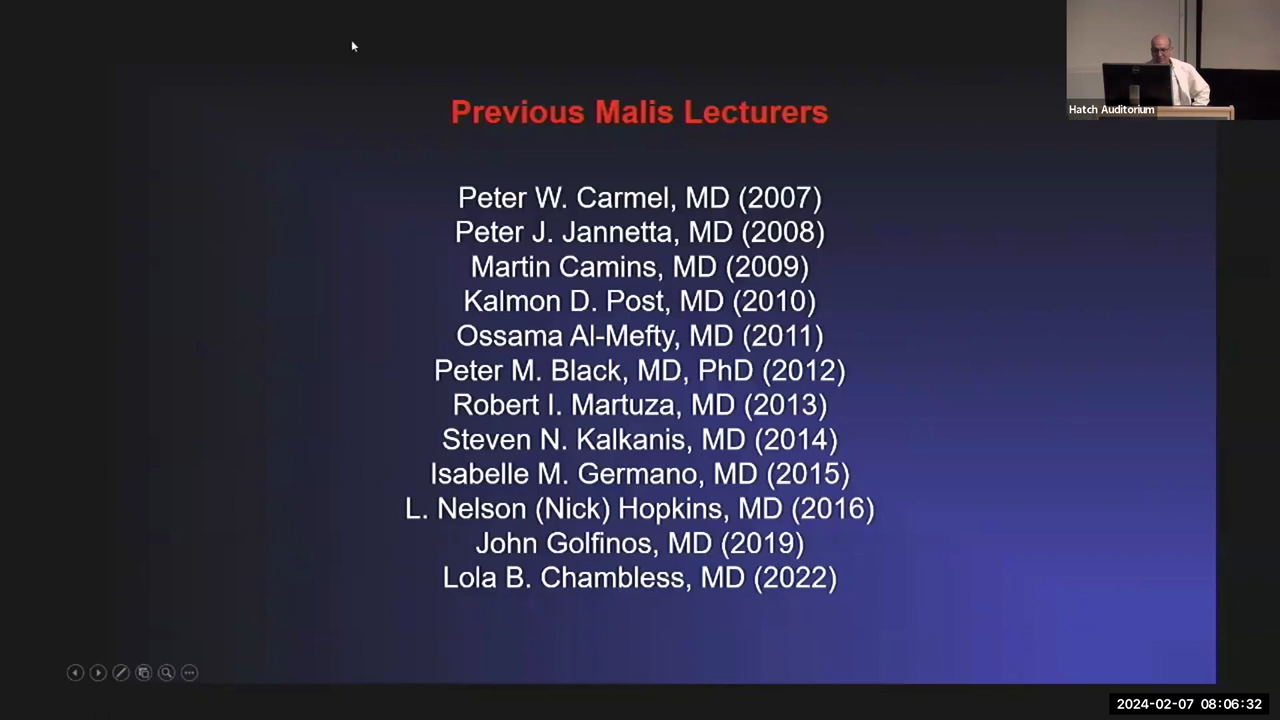 Hatch Auditorium
Previous Malis Lecturers
Peter W. Carmel, MD (2007)
Peter J. Jannetta, MD (2008)
Martin Camins, MD (2009)
Kalmon D. Post, MD (2010)
Ossama Al-Mefty, MD (2011)
Peter M. Black, MD, PhD (2012)
Robert I. Martuza, MD (2013)
Steven N. Kalkanis, MD (2014)
Isabelle M. Germano, MD (2015)
L. Nelson (Nick) Hopkins, MD (2016)
John Golfinos, MD (2019)
Lola B. Chambless, MD (2022)
2024-02-07 08:06:32